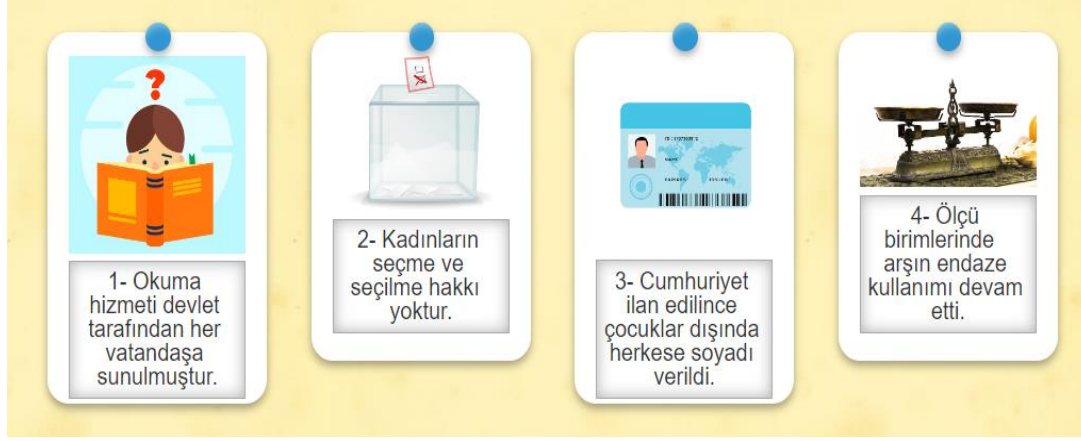 1- Okuma
hizmeti devlet
tarafından her
vatandaşa
sunulmuştur.
2- Kadınların
seçme ve
seçilme hakkı
yoktur.
3- Cumhuriyet
ilan edilince
çocuklar dışında
herkese soyadı
verildi.
4- Ölçü
birimlerinde
arşın endaze
kullanımı devam
etti.